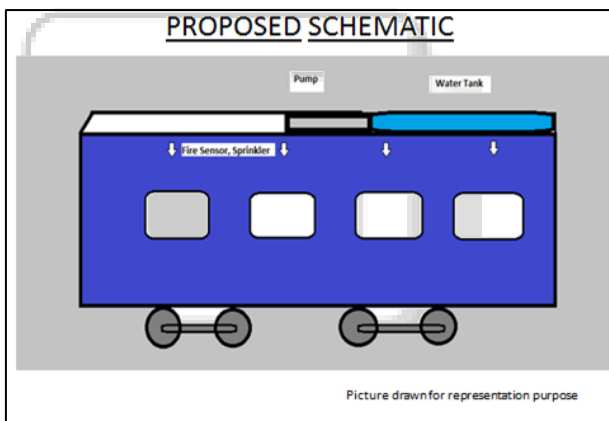 PROPOSED SCHEMATIC
Pump
Water Tank
Fire Sensor, Sprinkler
Picture drawn for representation purpose